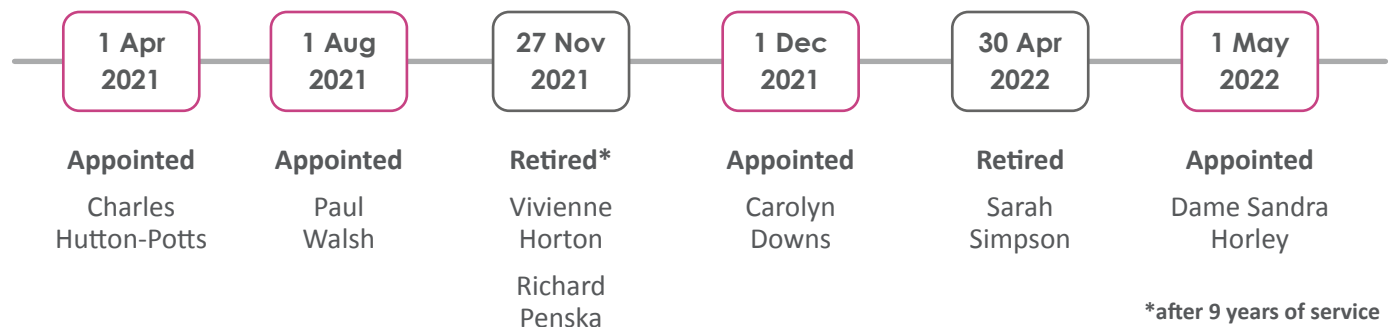 1 Apr
2021
1 Aug
2021
27 Nov
2021
1 Dec
2021
30 Apr
2022
1 May
2022
Appointed
Charles
Hutton-Potts
Appointed
Paul
Walsh
Retired*
Vivienne
Horton
Richard
Penska
Appointed
Carolyn
Downs
Retired
Sarah
Simpson
Appointed
Dame Sandra
Horley
*after 9 years of service